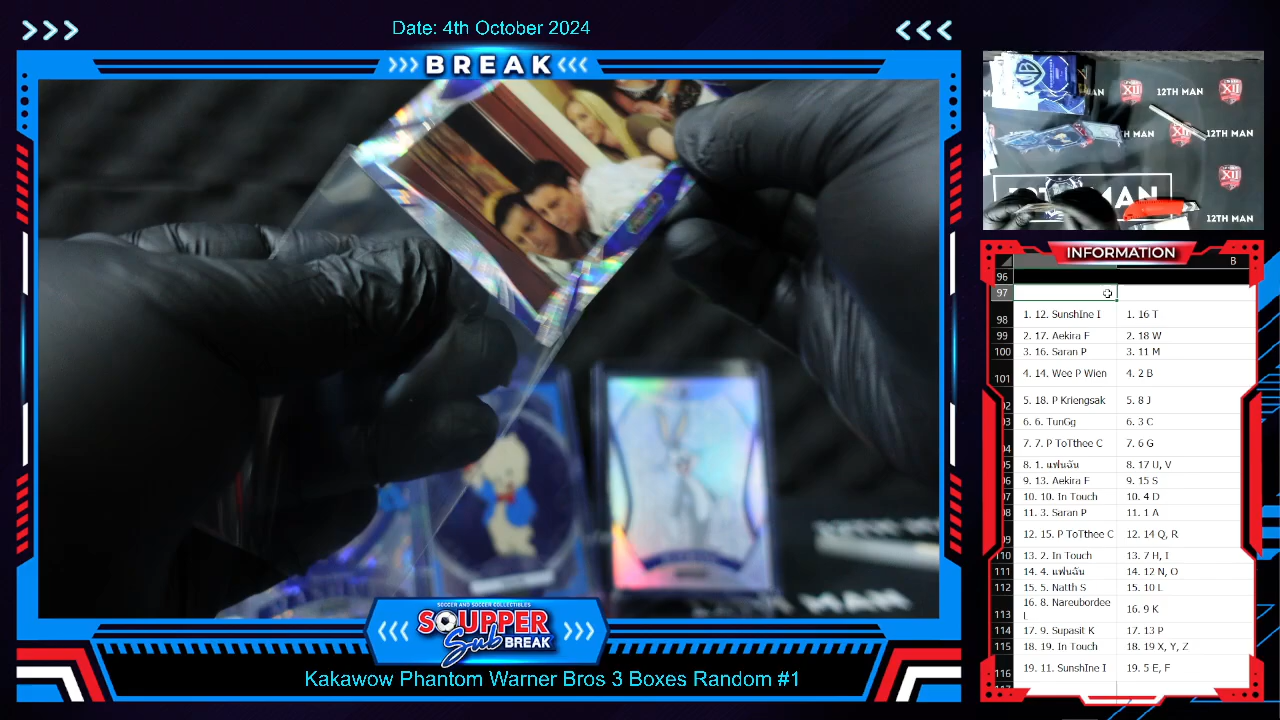 Date: 4th October 2024
BREAK
12TH MAN
12TH MAN
12TH MAN
12TH MAN
INFORMATION
B
96
97
98 1. 12. SunshIne I 1. 16 T
99 2. 17. Aekira F 2. 18 W
100 3. 16. Saran P 3. 11 M
101 4. 14. Wee P Wien 4. 2 B
5. 18. P Kriengsak 5. 8 J
6. 6. TunGg 6. 3 C
7. 7. P ToTthee C 7. 6 G
8. 1. แฟนฉัน 8. 17 U, V
9. 13. Aekira F 9. 15 S
10. 10. In Touch 10. 4 D
11. 3. Saran P 11. 1 A
12. 15. P ToTthee C 12. 14 Q, R
110 13. 2. In Touch 13. 7 H, I
111 14. 4. แฟนฉัน 14. 12 N, O
112 15. 5. Natth S 15. 10 L
113 16. 8. Nareubordee L 16. 9 K
114 17. 9. Supasit K 17. 13 P
115 18. 19. In Touch 18. 19 X, Y, Z
116 19. 11. SunshIne I 19. 5 E, F
SOCCER AND SOCCER COLLECTIBLES
SOUPPER
Sub BREAK
Kakawow Phantom Warner Bros 3 Boxes Random #1